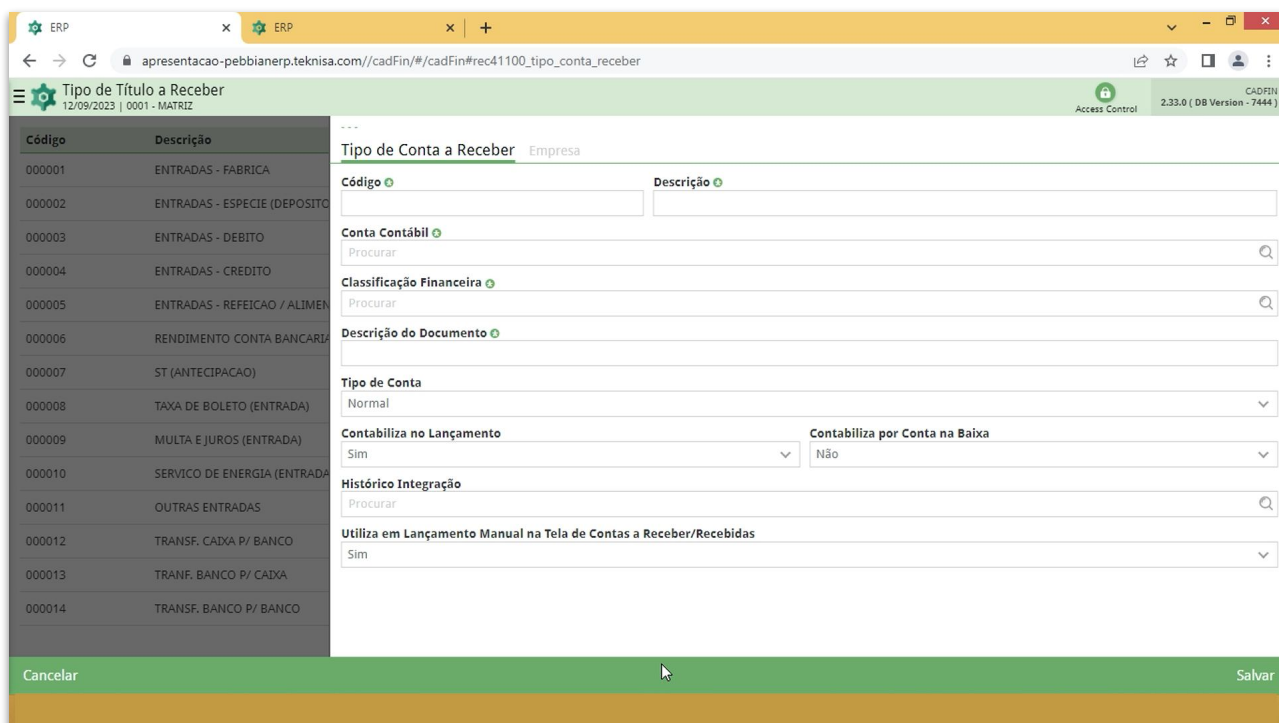 ERP
ERP
apresentacao-pebbianerp.teknisa.com//cadFin/#/cadFin#rec41100_tipo_conta_receber
Tipo de Título a Receber
12/09/2023 | 0001 - MATRIZ
Access Control
CADFIN
2.33.0 ( DB Version - 7444 )
Código Descrição
000001 ENTRADAS - FABRICA
000002 ENTRADAS - ESPECIE (DEPOSITO
000003 ENTRADAS - DEBITO
000004 ENTRADAS - CREDITO
000005 ENTRADAS - REFEICAO / ALIMEN
000006 RENDIMENTO CONTA BANCARIA
000007 ST (ANTECIPACAO)
000008 TAXA DE BOLETO (ENTRADA)
000009 MULTA E JUROS (ENTRADA)
000010 SERVICO DE ENERGIA (ENTRADA
000011 OUTRAS ENTRADAS
000012 TRANSF. CAIXA P/ BANCO
000013 TRANF. BANCO P/ CAIXA
000014 TRANSF. BANCO P/ BANCO
- - -
Tipo de Conta a Receber Empresa
Código Descrição
Conta Contábil
Procurar
Classificação Financeira
Procurar
Descrição do Documento
Tipo de Conta
Normal
Contabiliza no Lançamento Contabiliza por Conta na Baixa
Sim Não
Histórico Integração
Procurar
Utiliza em Lançamento Manual na Tela de Contas a Receber/Recebidas
Sim
Cancelar Salvar